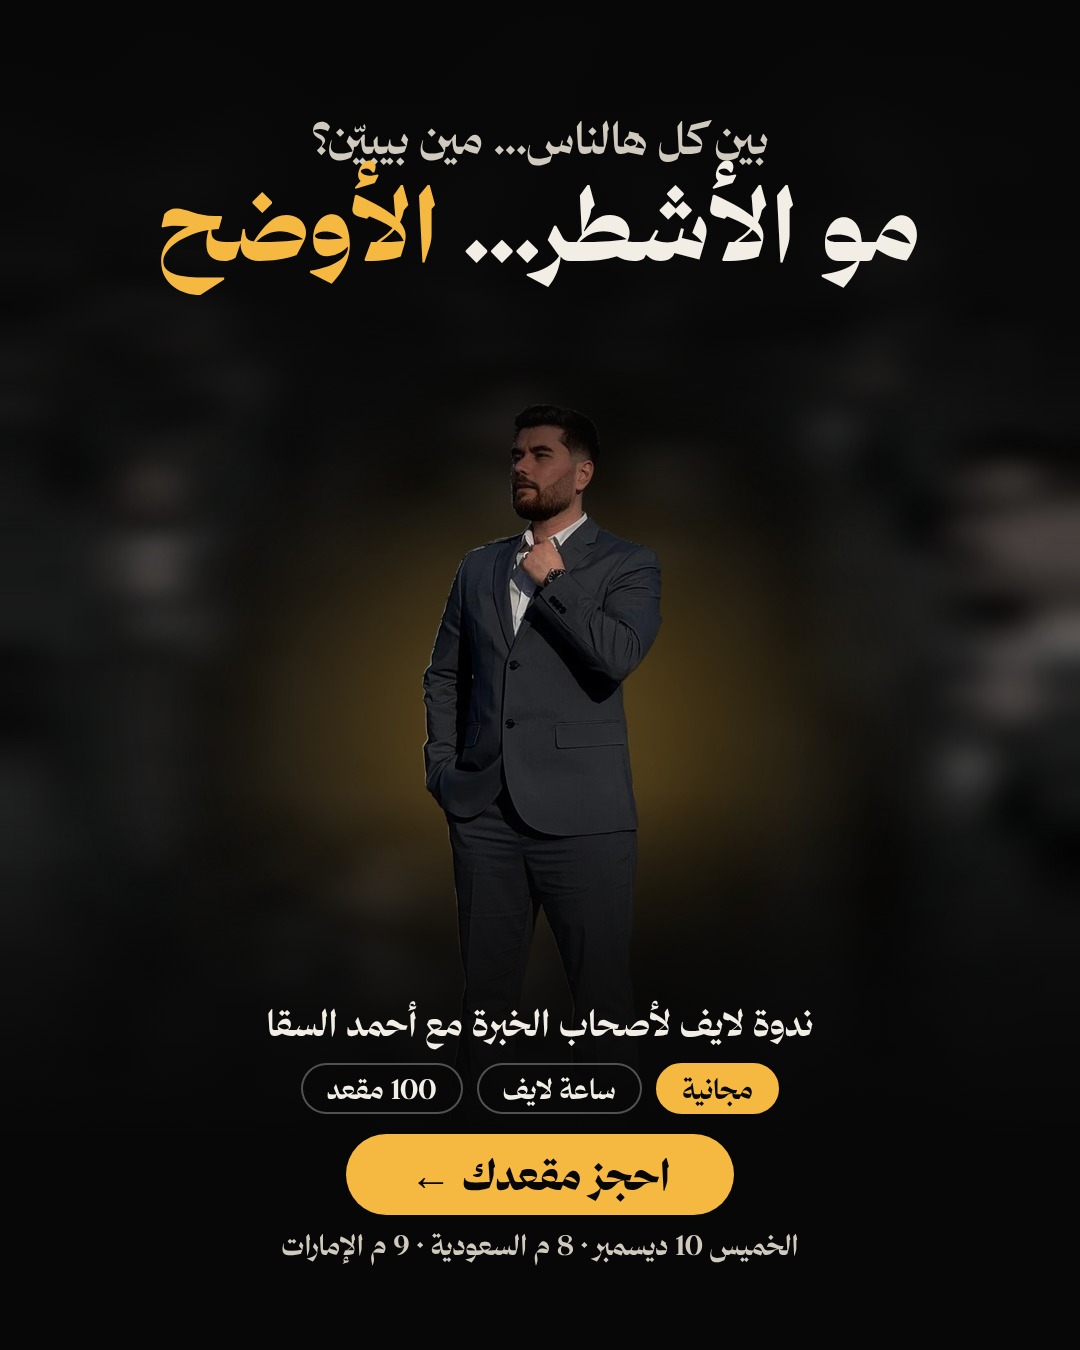 بين كل هالناس... مين بيبيّن؟
مو الأشطر... الأوضح
ندوة لايف لأصحاب الخبرة مع أحمد السقا
مجانية
ساعة لايف
100 مقعد
احجز مقعدك ←
الخميس 10 ديسمبر · 8 م السعودية · 9 م الإمارات